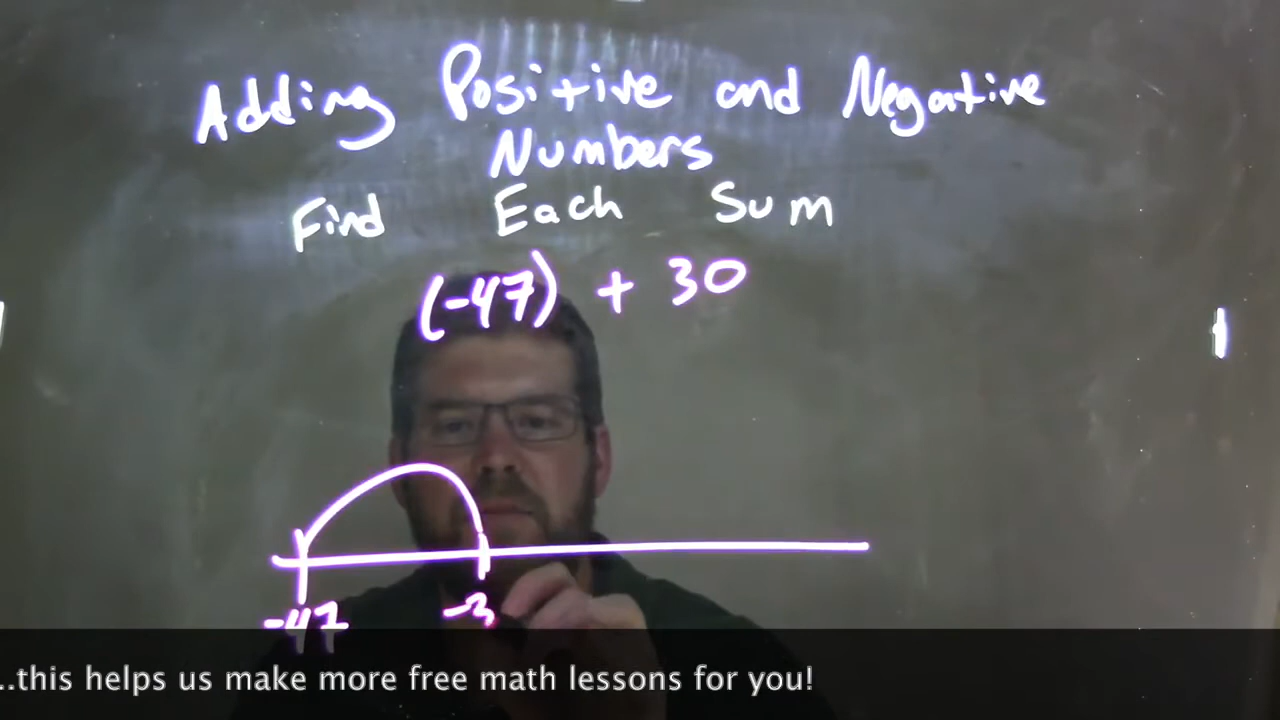 Adding Positive and Negative
Numbers
Find Each Sum
(-47) + 30
-47 -3
...this helps us make more free math lessons for you!